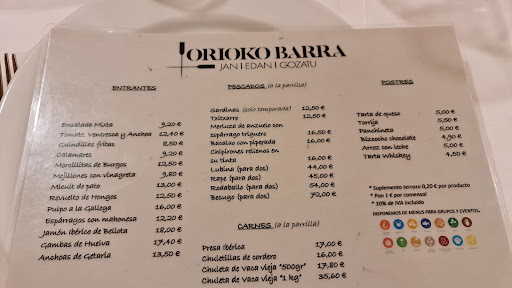 ORIOKO BARRA
JAN | EDAN | GOZATU
ENTRANTES
Ensalada Mixta 9,20 €
Tomate, Ventresca y Anchoa 12,40 €
Guindillas fritas 8,50 €
Calamares 9,20 €
Morcillitos de Burgos 12,50 €
Mejillones con vinagreta 9,80 €
Micuit de pato 13,00 €
Revuelto de Hongos 12,50 €
Pulpo a la Gallega 16,00 €
Espárragos con mahonesa 12,20 €
Jamón Ibérico de Bellota 18,00 €
Gambas de Huelva 17,40 €
Anchoas de Getaria 13,50 €
PESCADOS (a la parrilla)
Sardinas (solo temporada) 12,50 €
Txitxarro 12,50 €
Merluza de anzuelo con
espárrago triguero 16,50 €
Bacalao con piperada 16,00 €
Chipirones rellenos en
su tinta 16,00 €
Lubina (para dos) 44,00 €
Rape (para dos) 45,00 €
Rodaballo (para dos) 54,00 €
Besugo (para dos) 72,00 €
CARNES (a la parrilla)
Presa Ibérica 17,00 €
Chuletillas de cordero 16,00 €
Chuleta de Vaca vieja "500gr" 17,80 €
Chuleta de Vaca vieja "1 kg" 35,60 €
POSTRES
Tarta de queso 5,00 €
Torrija 5,50 €
Panchineta 5,00 €
Bizcocho chocolate 4,90 €
Arroz con leche 5,00 €
Tarta Whiskey 4,50 €
* Suplemento terraza 0,20 € por producto
* Pan 1 € por comensal
* 10% de IVA incluido
DISPONEMOS DE MENUS PARA GRUPOS Y EVENTOS.